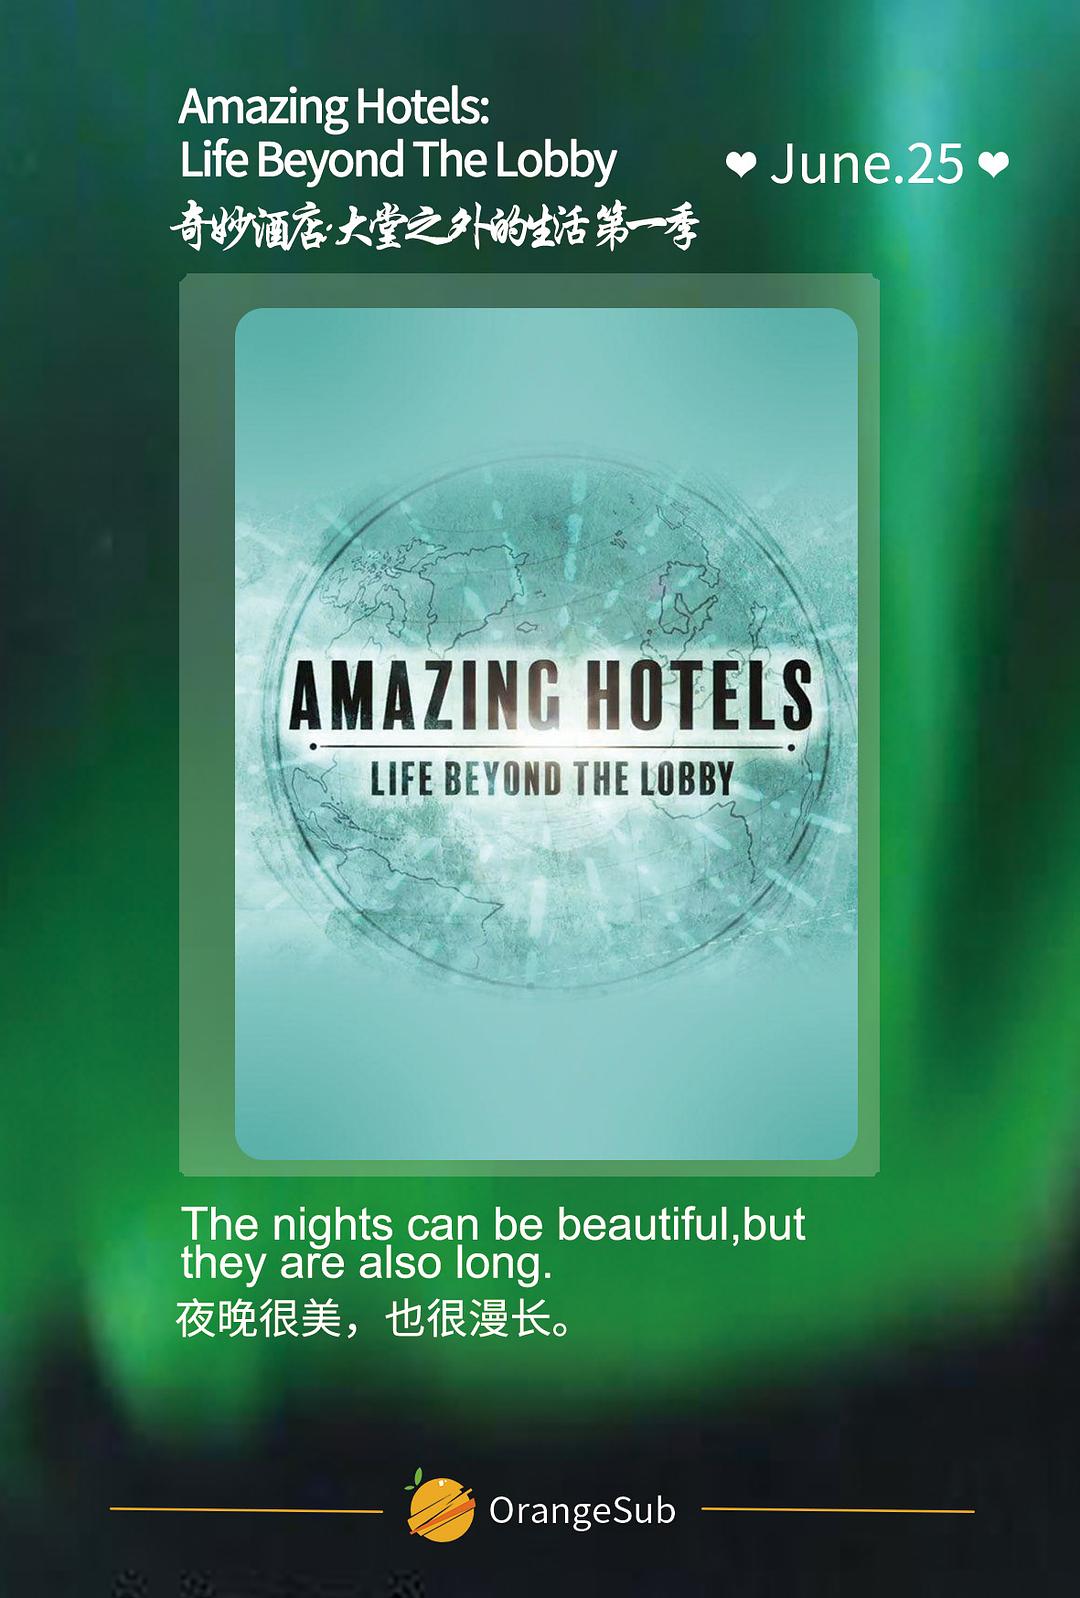 Amazing Hotels:
Life Beyond The Lobby
❤ June.25 ❤
奇妙酒店·大堂之外的生活 第一季
AMAZING HOTELS
LIFE BEYOND THE LOBBY
The nights can be beautiful,but
they are also long.
夜晚很美，也很漫长。
OrangeSub